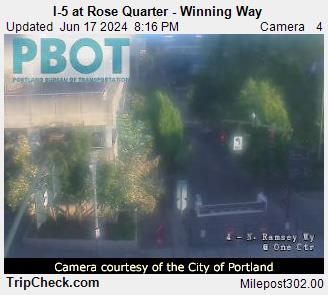 I-5 at Rose Quarter - Winning Way
Updated Jun 17 2024 8:16 PM Camera 4
PBOT
PORTLAND BUREAU OF TRANSPORTATION
4 - N. Ramsey Wy
@ One Ctr
Camera courtesy of the City of Portland
TripCheck.com Milepost302.00